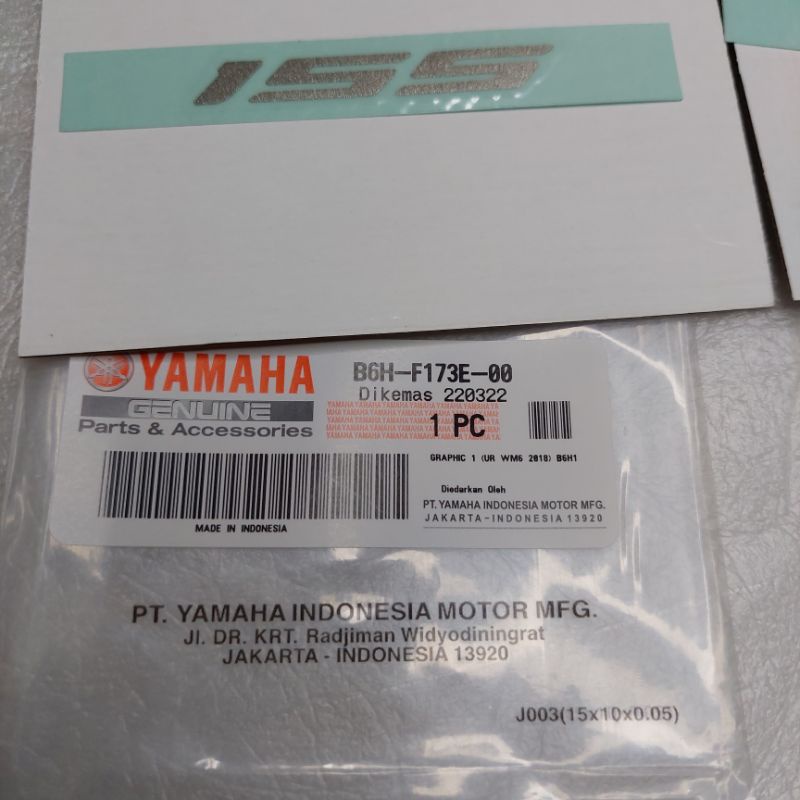 155
YAMAHA
GENUINE
Parts & Accessories
B6H-F173E-00
Dikemas 220322
1 PC
GRAPHIC 1 (UR WM6 2018) B6H1
Diedarkan Oleh
PT. YAMAHA INDONESIA MOTOR MFG.
JAKARTA-INDONESIA 13920
MADE IN INDONESIA
PT. YAMAHA INDONESIA MOTOR MFG.
Jl. DR. KRT. Radjiman Widyodiningrat
JAKARTA - INDONESIA 13920
J003(15x10x0.05)